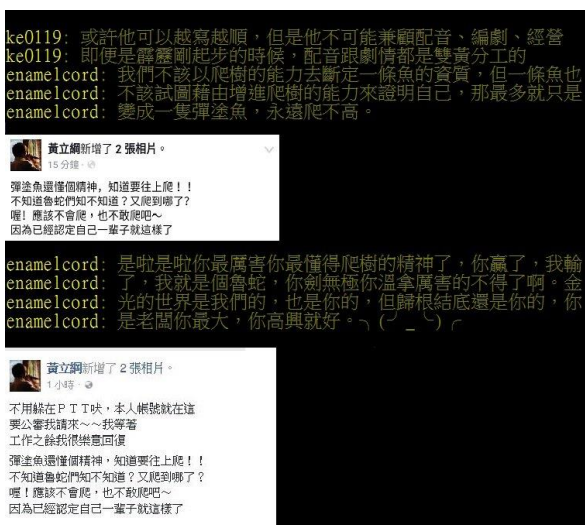 ke0119: 或許他可以越寫越順，但是他不可能兼顧配音、編劇、經營
ke0119: 即便是霹靂剛起步的時候，配音跟劇情都是雙黃分工的
enamelcord: 我們不該以爬樹的能力去斷定一條魚的資質，但一條魚也
enamelcord: 不該試圖藉由增進爬樹的能力來證明自己，那最多就只是
enamelcord: 變成一隻彈塗魚，永遠爬不高。
黃立綱新增了 2 張相片。
15 分鐘
彈塗魚還懂個精神，知道要往上爬！！
不知道魯蛇們知不知道？又爬到哪了?
喔！應該不會爬，也不敢爬吧～
因為已經認定自己一輩子就這樣了
enamelcord: 是啦是啦你最厲害你最懂得爬樹的精神了，你贏了，我輸
enamelcord: 了，我就是個魯蛇，你劍無極你溫拿厲害的不得了啊。金
enamelcord: 光的世界是我們的，也是你的，但歸根結底還是你的，你
enamelcord: 是老闆你最大，你高興就好。╮(╯_╰)╭
黃立綱新增了 2 張相片。
1 小時
不用躲在ＰＴＴ吠，本人帳號就在這
要公審我請來～～我等著
工作之餘我很樂意回復
彈塗魚還懂個精神，知道要往上爬！！
不知道魯蛇們知不知道？又爬到哪了？
喔！應該不會爬，也不敢爬吧～
因為已經認定自己一輩子就這樣了